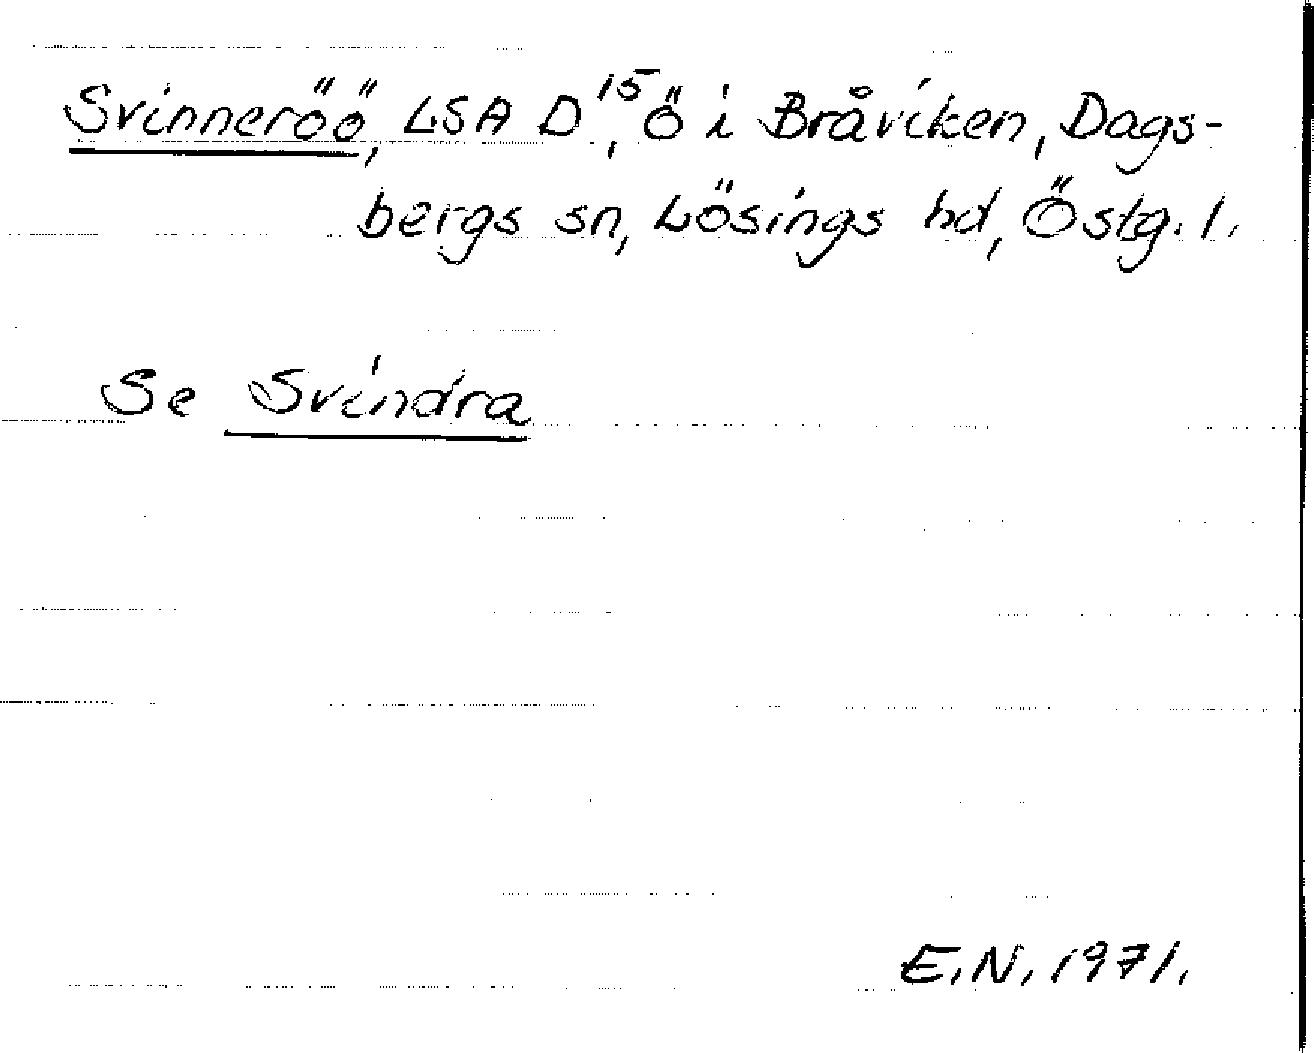 Svinneröö, LSA D¹⁵, ö i Bråviken, Dags-
bergs sn, Lösings hd, Östg. l.
Se Svindra
E.N. 1971.